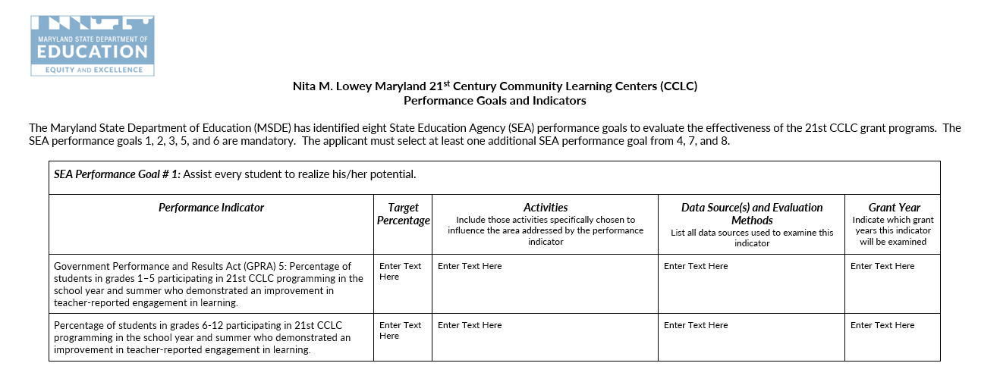 MARYLAND STATE DEPARTMENT OF
EDUCATION
EQUITY AND EXCELLENCE
Nita M. Lowey Maryland 21st Century Community Learning Centers (CCLC)
Performance Goals and Indicators
The Maryland State Department of Education (MSDE) has identified eight State Education Agency (SEA) performance goals to evaluate the effectiveness of the 21st CCLC grant programs.  The
SEA performance goals 1, 2, 3, 5, and 6 are mandatory.  The applicant must select at least one additional SEA performance goal from 4, 7, and 8.
SEA Performance Goal # 1: Assist every student to realize his/her potential.
Performance Indicator
Target
Percentage
Activities
Include those activities specifically chosen to
influence the area addressed by the performance
indicator
Data Source(s) and Evaluation
Methods
List all data sources used to examine this
indicator
Grant Year
Indicate which grant
years this indicator
will be examined
Government Performance and Results Act (GPRA) 5: Percentage of
students in grades 1–5 participating in 21st CCLC programming in the
school year and summer who demonstrated an improvement in
teacher-reported engagement in learning.
Enter Text
Here
Enter Text Here
Enter Text Here
Enter Text Here
Percentage of students in grades 6-12 participating in 21st CCLC
programming in the school year and summer who demonstrated an
improvement in teacher-reported engagement in learning.
Enter Text
Here
Enter Text Here
Enter Text Here
Enter Text Here